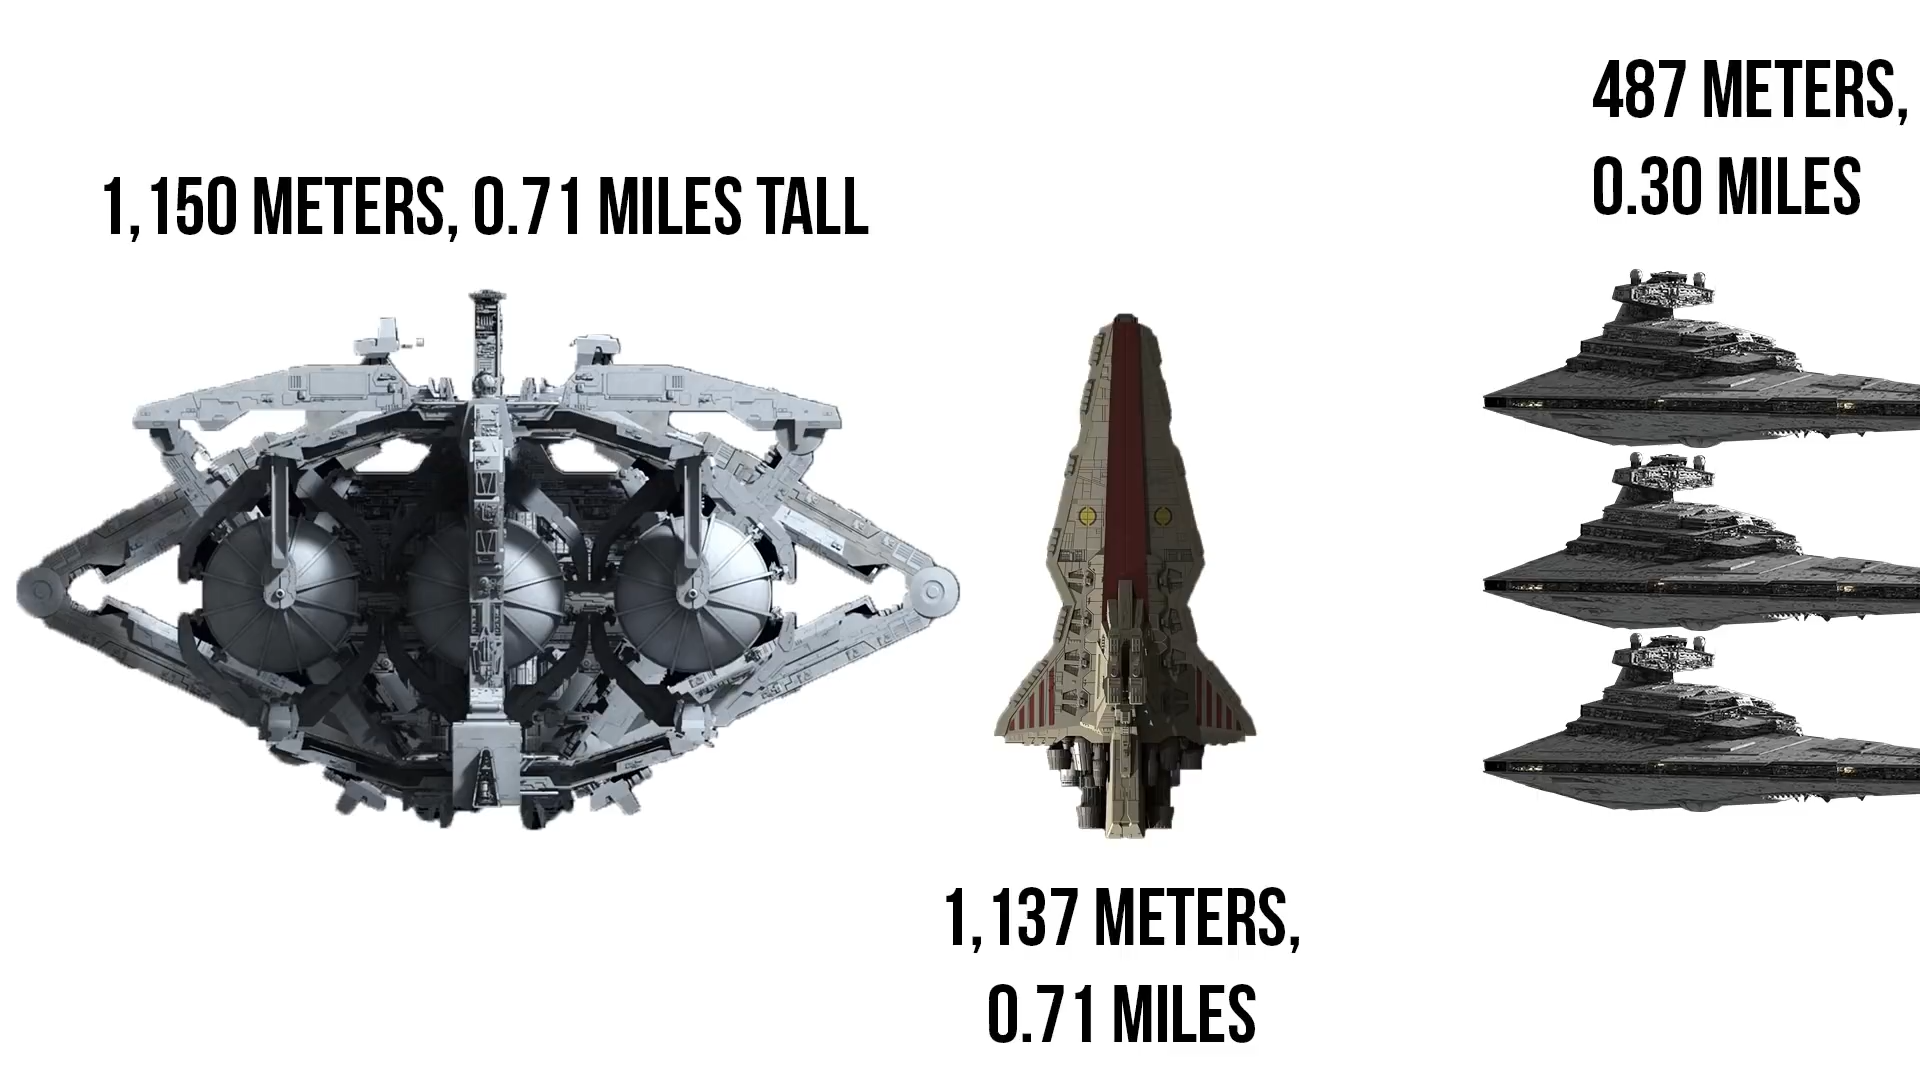 1,150 METERS, 0.71 MILES TALL
487 METERS,
0.30 MILES
1,137 METERS,
0.71 MILES